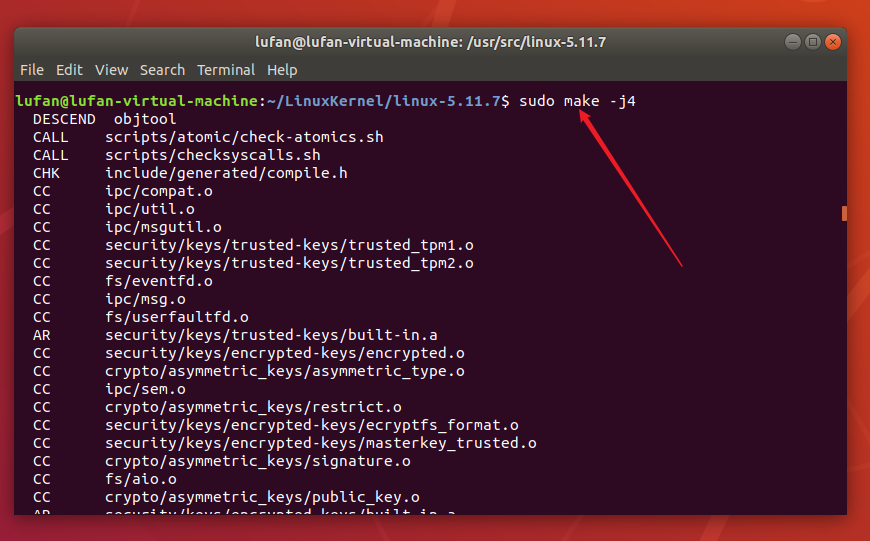 lufan@lufan-virtual-machine: /usr/src/linux-5.11.7
File Edit View Search Terminal Help
lufan@lufan-virtual-machine:~/LinuxKernel/linux-5.11.7$ sudo make -j4
DESCEND objtool
CALL scripts/atomic/check-atomics.sh
CALL scripts/checksyscalls.sh
CHK include/generated/compile.h
CC ipc/compat.o
CC ipc/util.o
CC ipc/msgutil.o
CC security/keys/trusted-keys/trusted_tpm1.o
CC security/keys/trusted-keys/trusted_tpm2.o
CC fs/eventfd.o
CC ipc/msg.o
CC fs/userfaultfd.o
AR security/keys/trusted-keys/built-in.a
CC security/keys/encrypted-keys/encrypted.o
CC crypto/asymmetric_keys/asymmetric_type.o
CC ipc/sem.o
CC crypto/asymmetric_keys/restrict.o
CC security/keys/encrypted-keys/ecryptfs_format.o
CC security/keys/encrypted-keys/masterkey_trusted.o
CC crypto/asymmetric_keys/signature.o
CC fs/aio.o
CC crypto/asymmetric_keys/public_key.o
AR security/keys/encrypted-keys/built-in.a